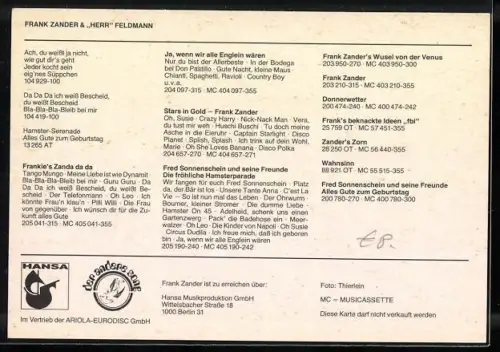 FRANK ZANDER & „HERR" FELDMANN
Ach, du weißt ja nicht,
wie gut dir's geht
Jeder kocht sein
eig'nes Süppchen
104 929-100
Da Da Da ich weiß Bescheid,
du weißt Bescheid
Bla-Bla-Bla-Bleib bei mir
104 419-100
Hamster-Serenade
Alles Gute zum Geburtstag
13 265 AT
Frankie's Zanda da da
Tango Mungo · Meine Liebe ist wie Dynamit
Bla-Bla-Bla-Bleib bei mir · Guru Guru · Da
Da Da ich weiß Bescheid, du weißt Be-
scheid · Der Telefonmann · Oh Leo · Ich
könnte Frau'n klau'n · Pilli Willi · Die Frau
von gegenüber · Ich wünsch dir für die Zu-
kunft alles Gute
205 041-315 · MC 405 041-355
Ja, wenn wir alle Englein wären
Nur du bist der Allerbeste · In der Bodega
bei Don Paldillo · Gute Nacht, kleine Maus
Chianti, Spaghetti, Ravioli · Country Boy
u. v. a.
204 097-315 · MC 404 097-355
Stars in Gold – Frank Zander
Oh, Susie · Crazy Harry · Nick-Nack Man · Vera,
du tust mir weh · Huschi Buschi · Tu doch meine
Asche in die Eieruhr · Captain Starlight · Disco
Planet · Splish, Splash · Ich trink auf dein Wohl,
Marie · Oh She Loves Banana · Disco Polka
204 657-270 · MC 404 657-271
Fred Sonnenschein und seine Freunde
Die fröhliche Hamsterparade
Wir fangen für euch Fred Sonnenschein · Platz
da, der Bär ist los · Unsere Tante Anna · C'est La
Vie · So ist nun mal das Leben · Der Ohrwurm
Boumer, kleiner Stromer · Die dumme Liebe
Hamster On 45 · Adelheid, schenk uns einen
Gartenzwerg · Pack' die Badehose ein · Meer-
watzer · Oh Leo · Die Kinder von Napoli · Oh Susie
Circus Dudila · Ich freue mich, daß ich geboren
bin · Ja, wenn wir alle Englein wären
205 190-240 · MC 405 190-242
Frank Zander's Wusel von der Venus
203 950-270 · MC 403 950-300
Frank Zander
203 210-315 · MC 403 210-355
Donnerwetter
200 474-240 · MC 400 474-242
Frank's beknackte Ideen „fbi"
25 759 OT · MC 57 451-355
Zander's Zorn
28 250 OT · MC 56 440-355
Wahnsinn
88 921 OT · MC 55 515-355
Fred Sonnenschein und seine Freunde
Alles Gute zum Geburtstag
200 780-270 · MC 400 780-300
HANSA
Im Vertrieb der ARIOLA-EURODISC GmbH
Frank Zander ist zu erreichen über:
Hansa Musikproduktion GmbH
Wittelsbacher Straße 18
1000 Berlin 31
Foto: Thierlein
MC – MUSICASSETTE
Diese Karte darf nicht verkauft werden